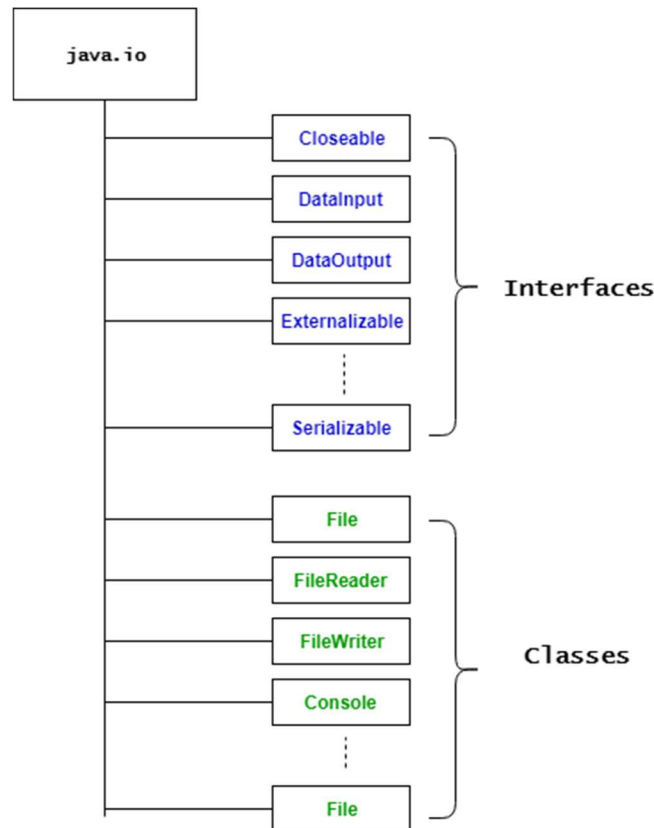 java.io
Closeable
DataInput
DataOutput
Interfaces
Externalizable
Serializable
File
FileReader
FileWriter
Classes
Console
File